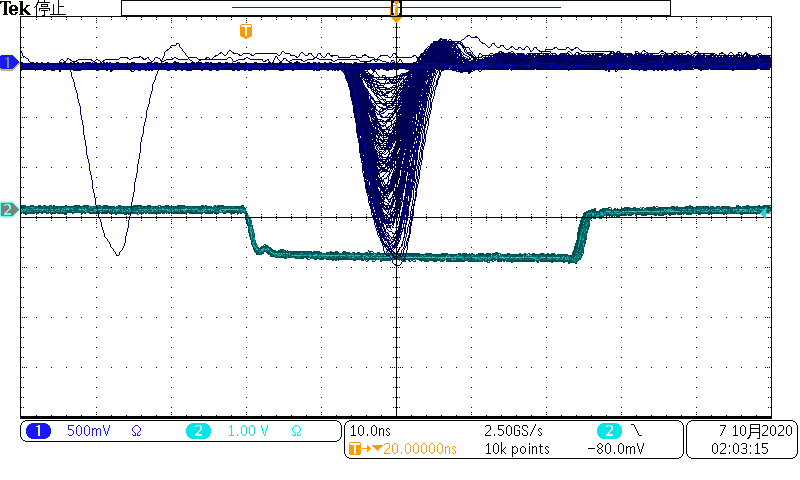 Tek 停止
T
1
2
1 500mV Ω 2 1.00 V Ω
10.0ns 2.50GS/s 2
T→▼20.00000ns 10k points −80.0mV
7 10月2020
02:03:15